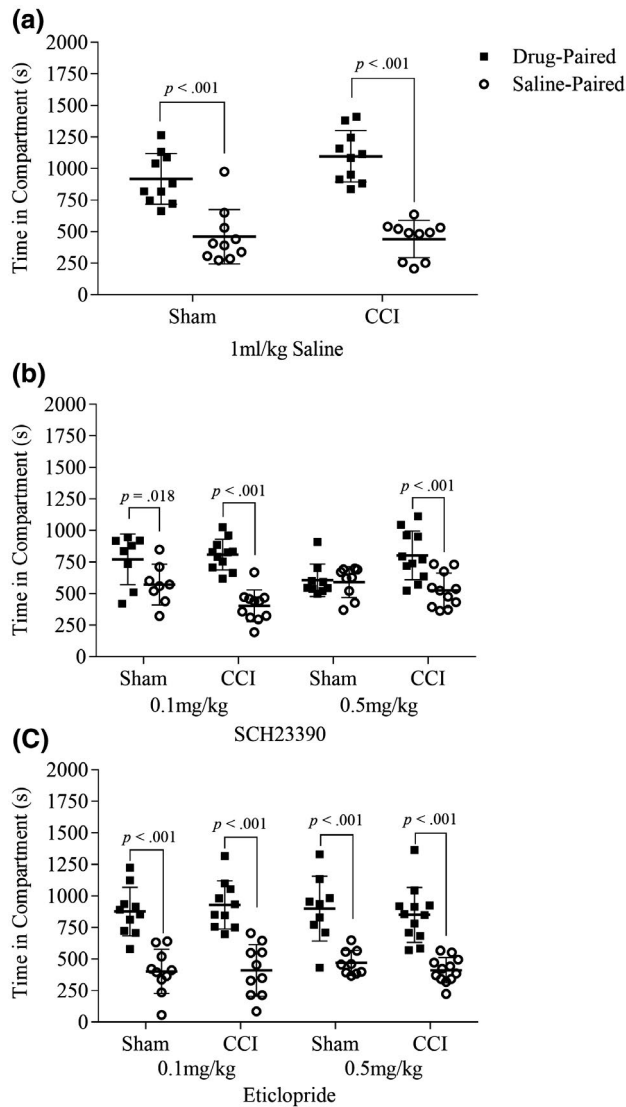 (a)
2000
1750
1500
1250
1000
750
500
250
0
Time in Compartment (s)
p < .001
p < .001
Drug-Paired
Saline-Paired
Sham CCI
1ml/kg Saline
(b)
2000
1750
1500
1250
1000
750
500
250
0
Time in Compartment (s)
p = .018
p < .001
p < .001
Sham CCI Sham CCI
0.1mg/kg 0.5mg/kg
SCH23390
(C)
2000
1750
1500
1250
1000
750
500
250
0
Time in Compartment (s)
p < .001
p < .001
p < .001
p < .001
Sham CCI Sham CCI
0.1mg/kg 0.5mg/kg
Eticlopride